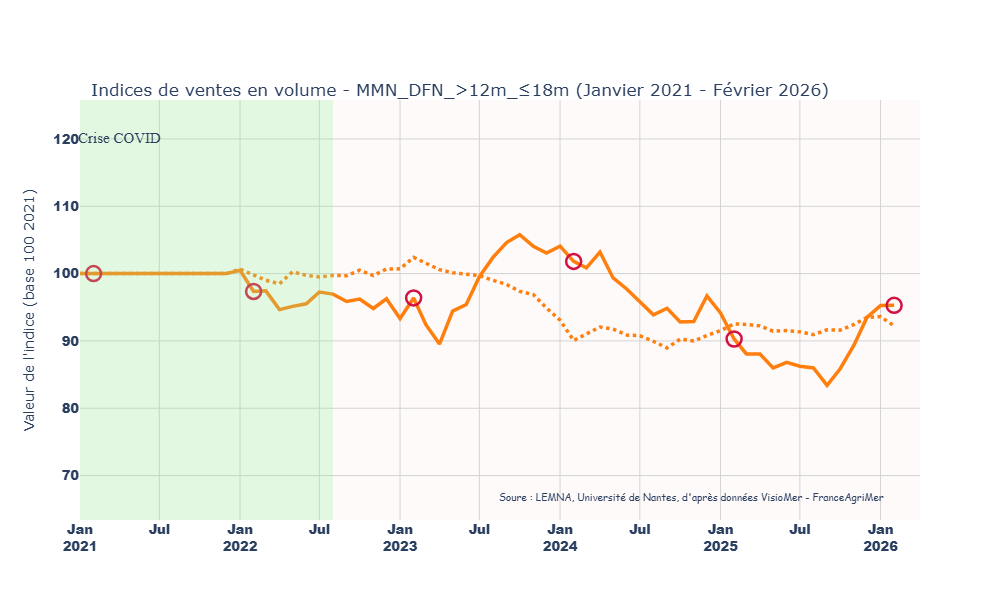 Indices de ventes en volume - MMN_DFN_>12m_≤18m (Janvier 2021 - Février 2026)
Valeur de l'indice (base 100 2021)
120
Crise COVID
110
100
90
80
70
Soure : LEMNA, Université de Nantes, d'après données VisioMer - FranceAgriMer
Jan Jul Jan Jul Jan Jul Jan Jul Jan Jul Jan
2021 2022 2023 2024 2025 2026